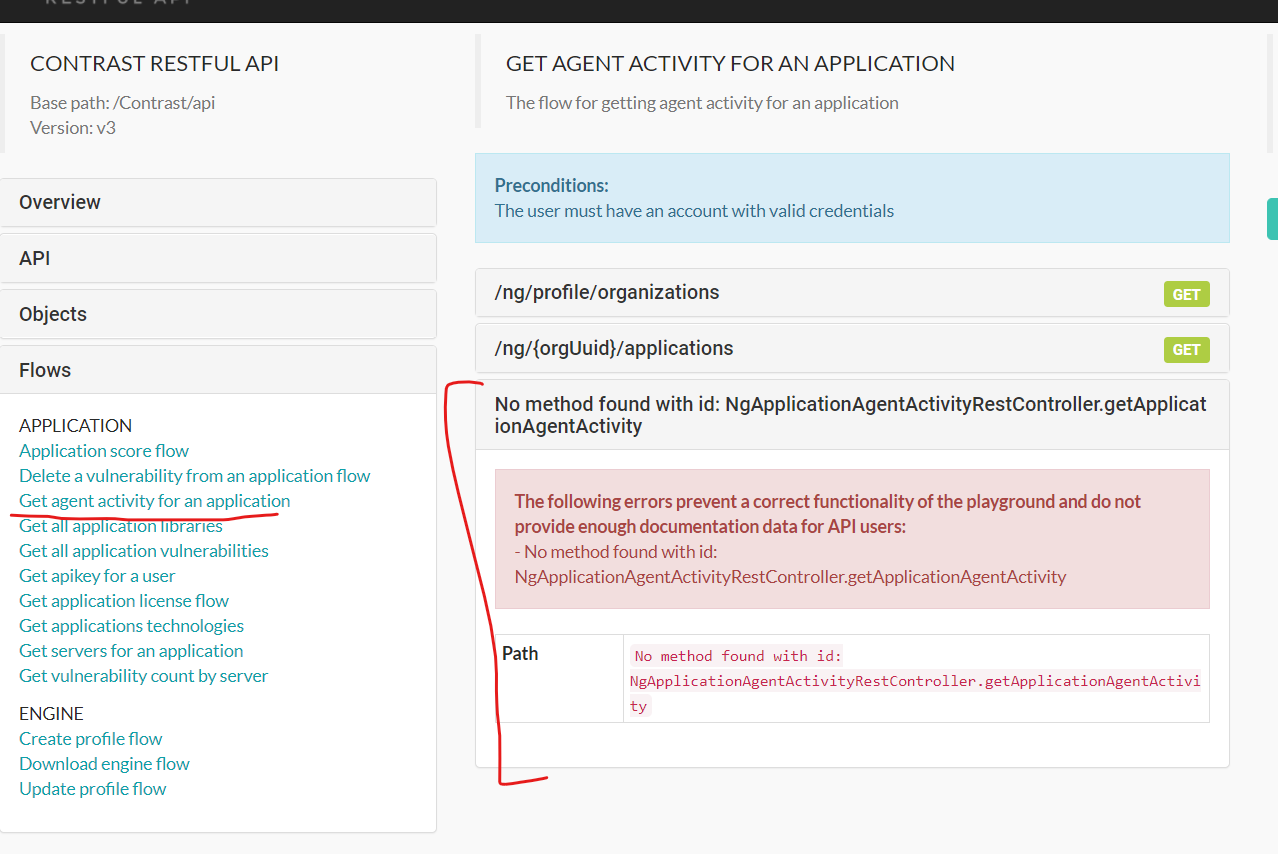 RESTFUL API
CONTRAST RESTFUL API
Base path: /Contrast/api
Version: v3
Overview
API
Objects
Flows
APPLICATION
Application score flow
Delete a vulnerability from an application flow
Get agent activity for an application
Get all application libraries
Get all application vulnerabilities
Get apikey for a user
Get application license flow
Get applications technologies
Get servers for an application
Get vulnerability count by server
ENGINE
Create profile flow
Download engine flow
Update profile flow
GET AGENT ACTIVITY FOR AN APPLICATION
The flow for getting agent activity for an application
Preconditions:
The user must have an account with valid credentials
/ng/profile/organizations GET
/ng/{orgUuid}/applications GET
No method found with id: NgApplicationAgentActivityRestController.getApplicat
ionAgentActivity
The following errors prevent a correct functionality of the playground and do not
provide enough documentation data for API users:
- No method found with id:
NgApplicationAgentActivityRestController.getApplicationAgentActivity
Path
No method found with id:
NgApplicationAgentActivityRestController.getApplicationAgentActivi
ty